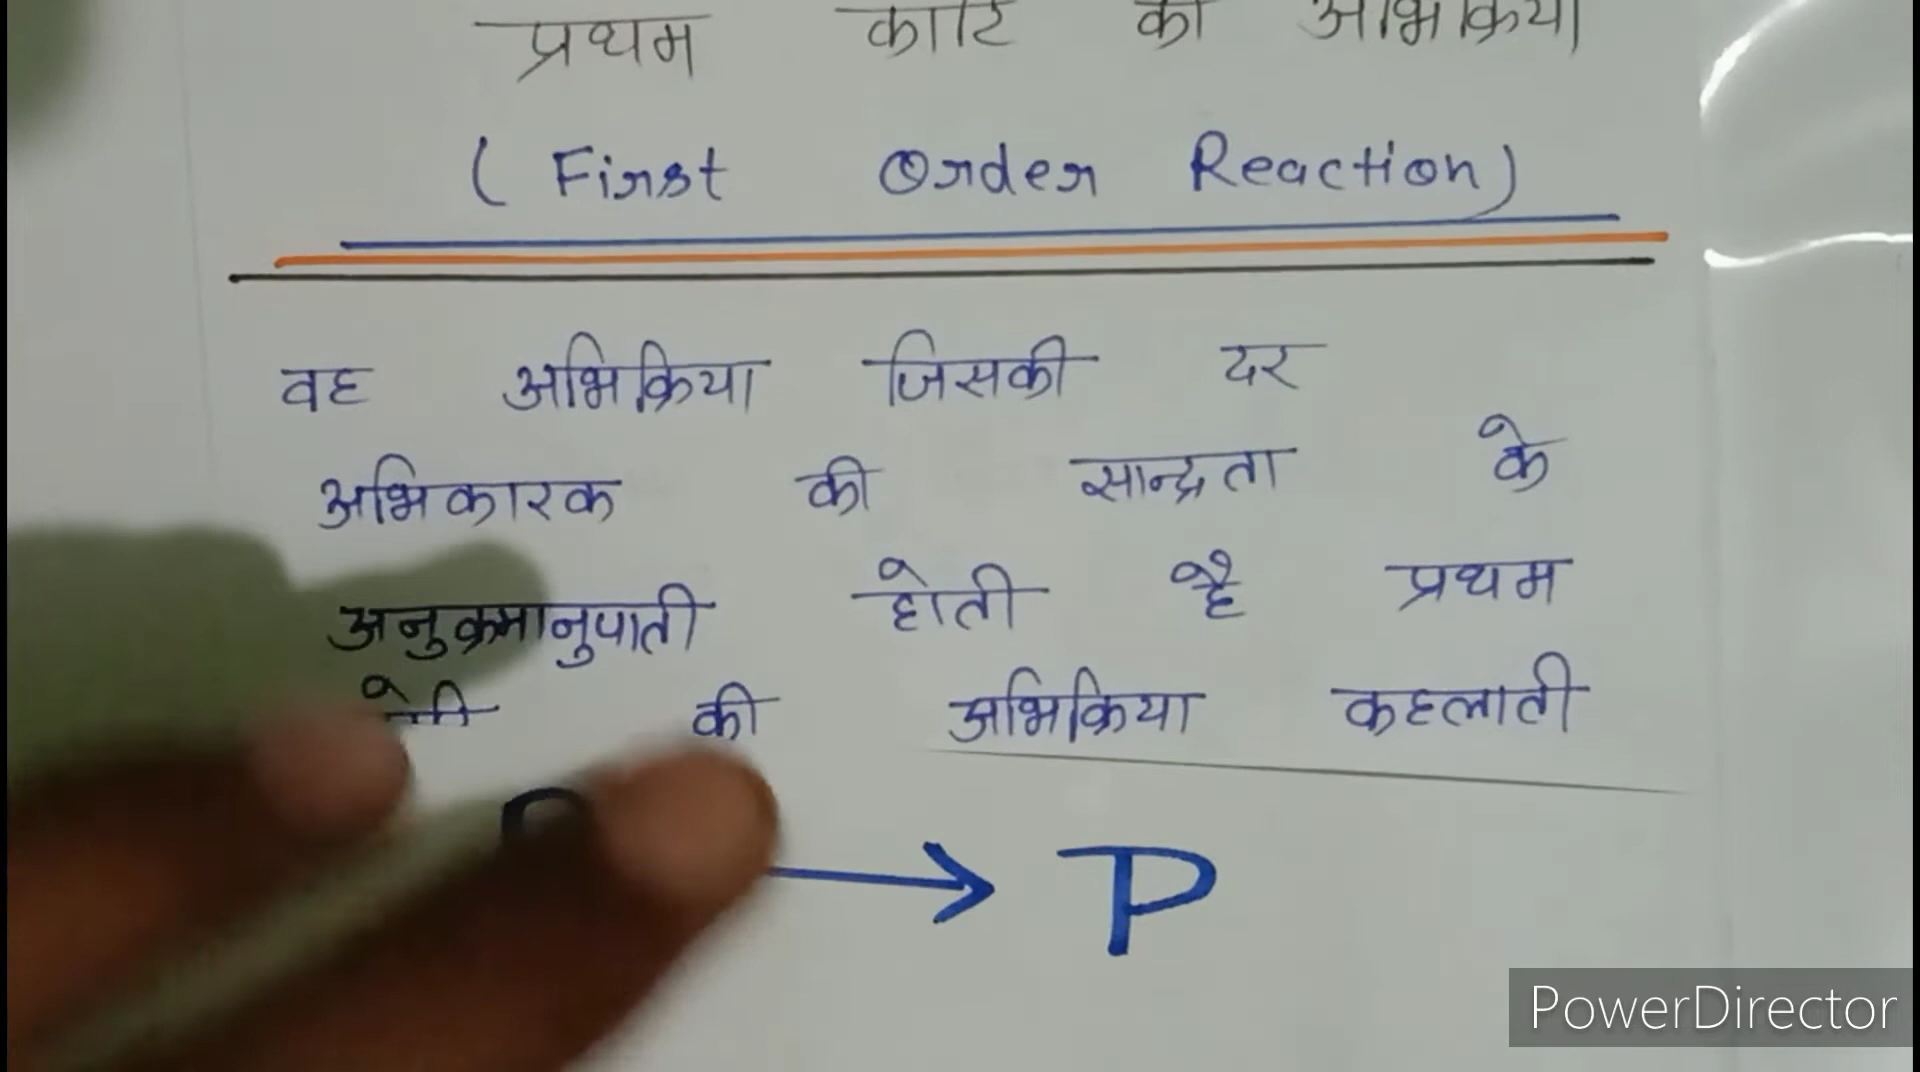 प्रथम कोटि की अभिक्रिया
(First Order Reaction)
वह अभिक्रिया जिसकी दर
अभिकारक की सान्द्रता के
अनुक्रमानुपाती होती है प्रथम
की अभिक्रिया कहलाती
P
PowerDirector